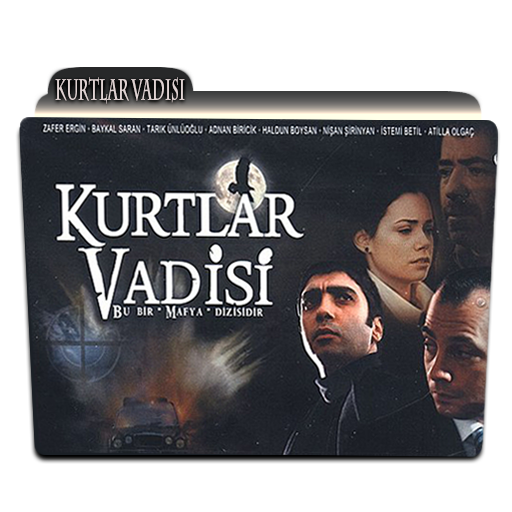 KURTLAR VADISI
ZAFER ERGİN · BAYKAL SARAN · TARIK ÜNLÜOĞLU · ADNAN BİRİCİK · HALDUN BOYSAN · NİŞAN ŞİRİNYAN · İSTEMİ BETİL · ATİLLA OLGAÇ
KURTLAR
VADİSİ
BU BİR * MAFYA * DİZİSİDİR